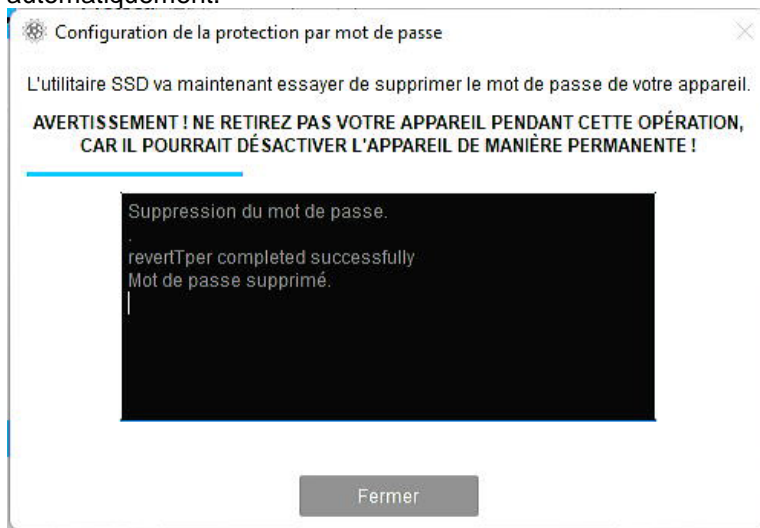 automatiquement.
Configuration de la protection par mot de passe
L'utilitaire SSD va maintenant essayer de supprimer le mot de passe de votre appareil.
AVERTISSEMENT ! NE RETIREZ PAS VOTRE APPAREIL PENDANT CETTE OPÉRATION,
CAR IL POURRAIT DÉSACTIVER L'APPAREIL DE MANIÈRE PERMANENTE !
Suppression du mot de passe.
.
revertTper completed successfully
Mot de passe supprimé.
Fermer